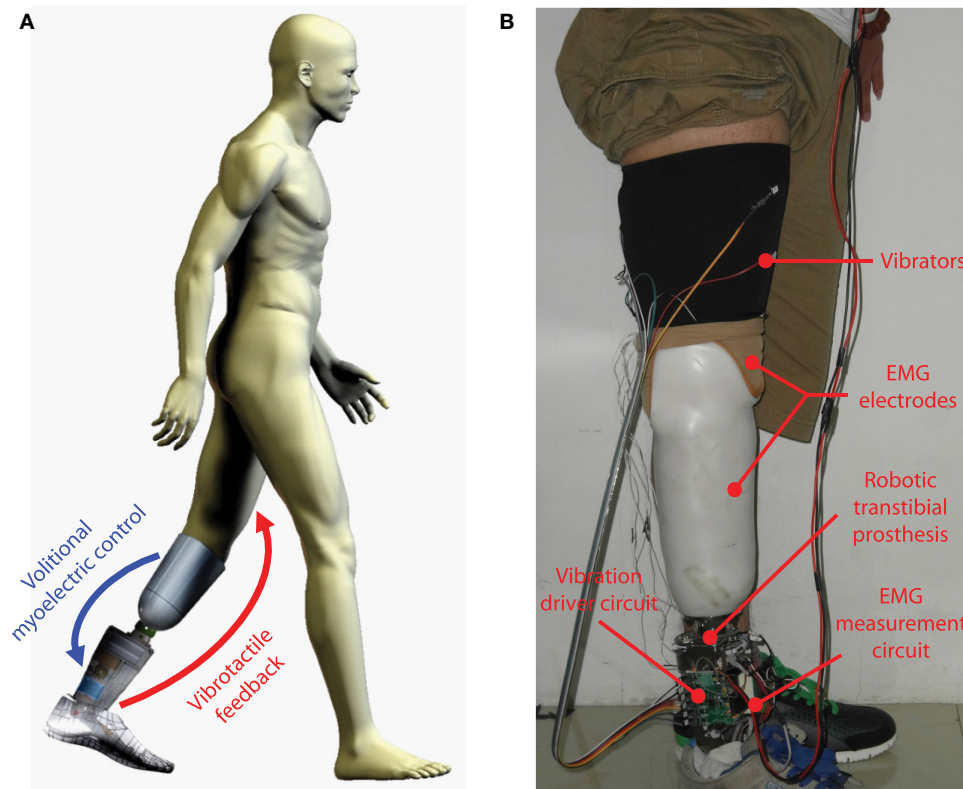 A
B
Volitional
myoelectric control
Vibrotactile
feedback
Vibrators
EMG
electrodes
Robotic
transtibial
prosthesis
Vibration
driver circuit
EMG
measurement
circuit